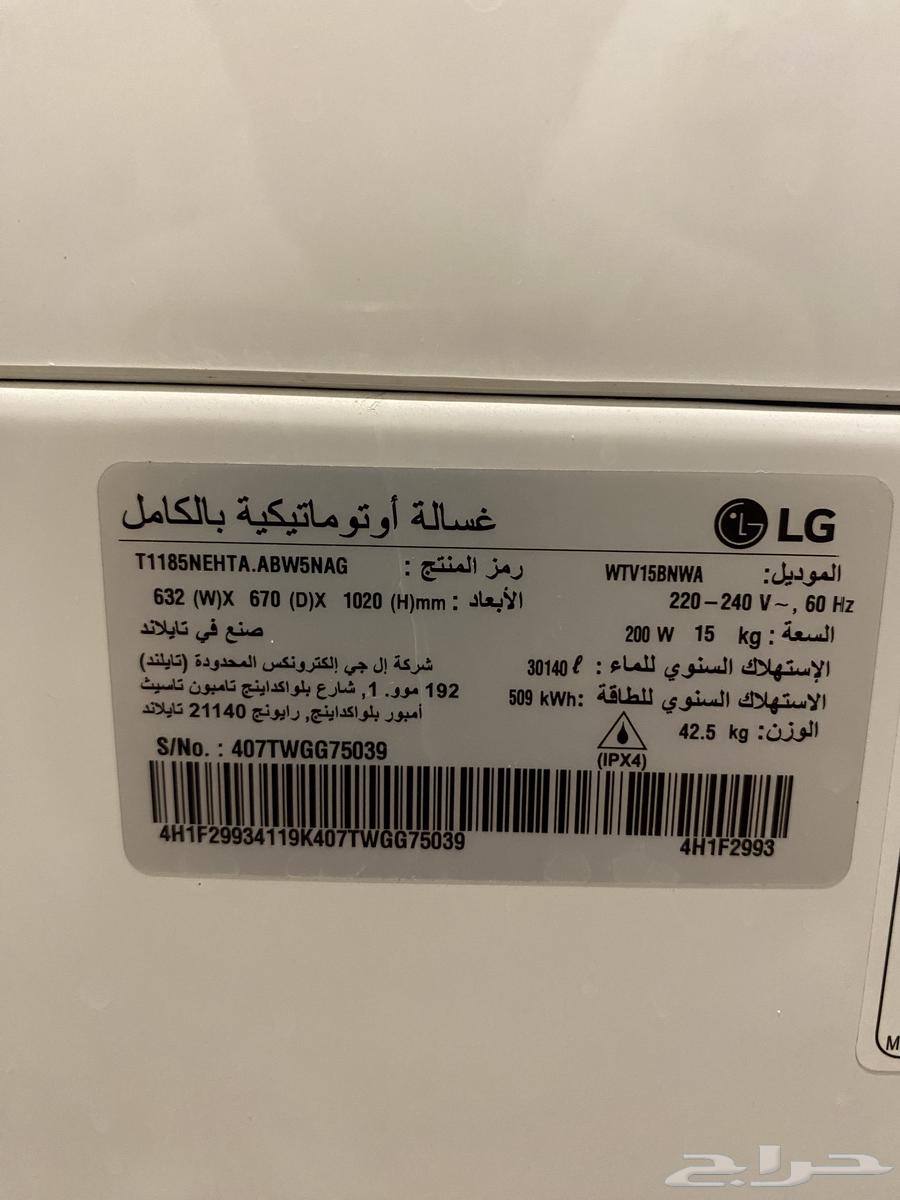 غسالة أوتوماتيكية بالكامل
LG
الموديل: WTV15BNWA
220–240 V~, 60 Hz
السعة: 15 kg 200 W
الإستهلاك السنوي للماء: 30140 ℓ
الاستهلاك السنوي للطاقة: 509 kWh
الوزن: 42.5 kg
(IPX4)
رمز المنتج: T1185NEHTA.ABW5NAG
الأبعاد: 632 (W)X 670 (D)X 1020 (H)mm
صنع في تايلاند
شركة إل جي إلكترونكس المحدودة (تايلند)
192 موو. 1, شارع بلواكداينج تامبون تاسيث
أمبور بلواكداينج, رايونج 21140 تايلاند
S/No. : 407TWGG75039
4H1F29934119K407TWGG75039
4H1F2993
M
حراج